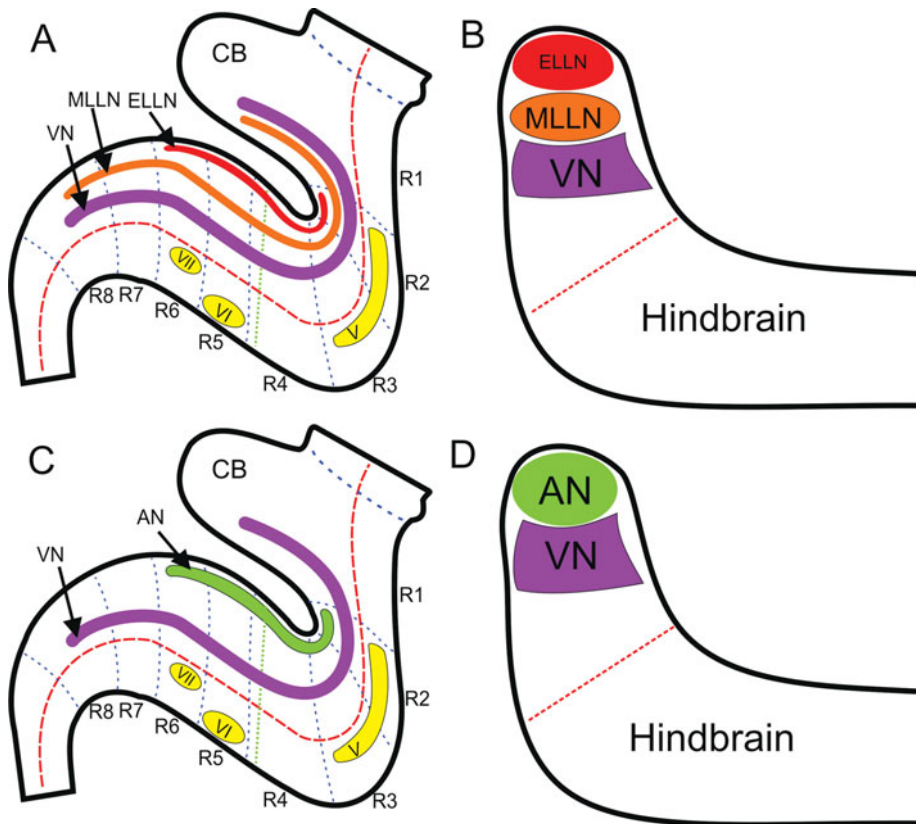 A
CB
MLLN ELLN
VN
R1
R2
VII
VI
V
R8 R7
R6
R5
R4
R3
B
ELLN
MLLN
VN
Hindbrain
C
CB
AN
VN
R1
R2
VII
VI
V
R8 R7
R6
R5
R4
R3
D
AN
VN
Hindbrain